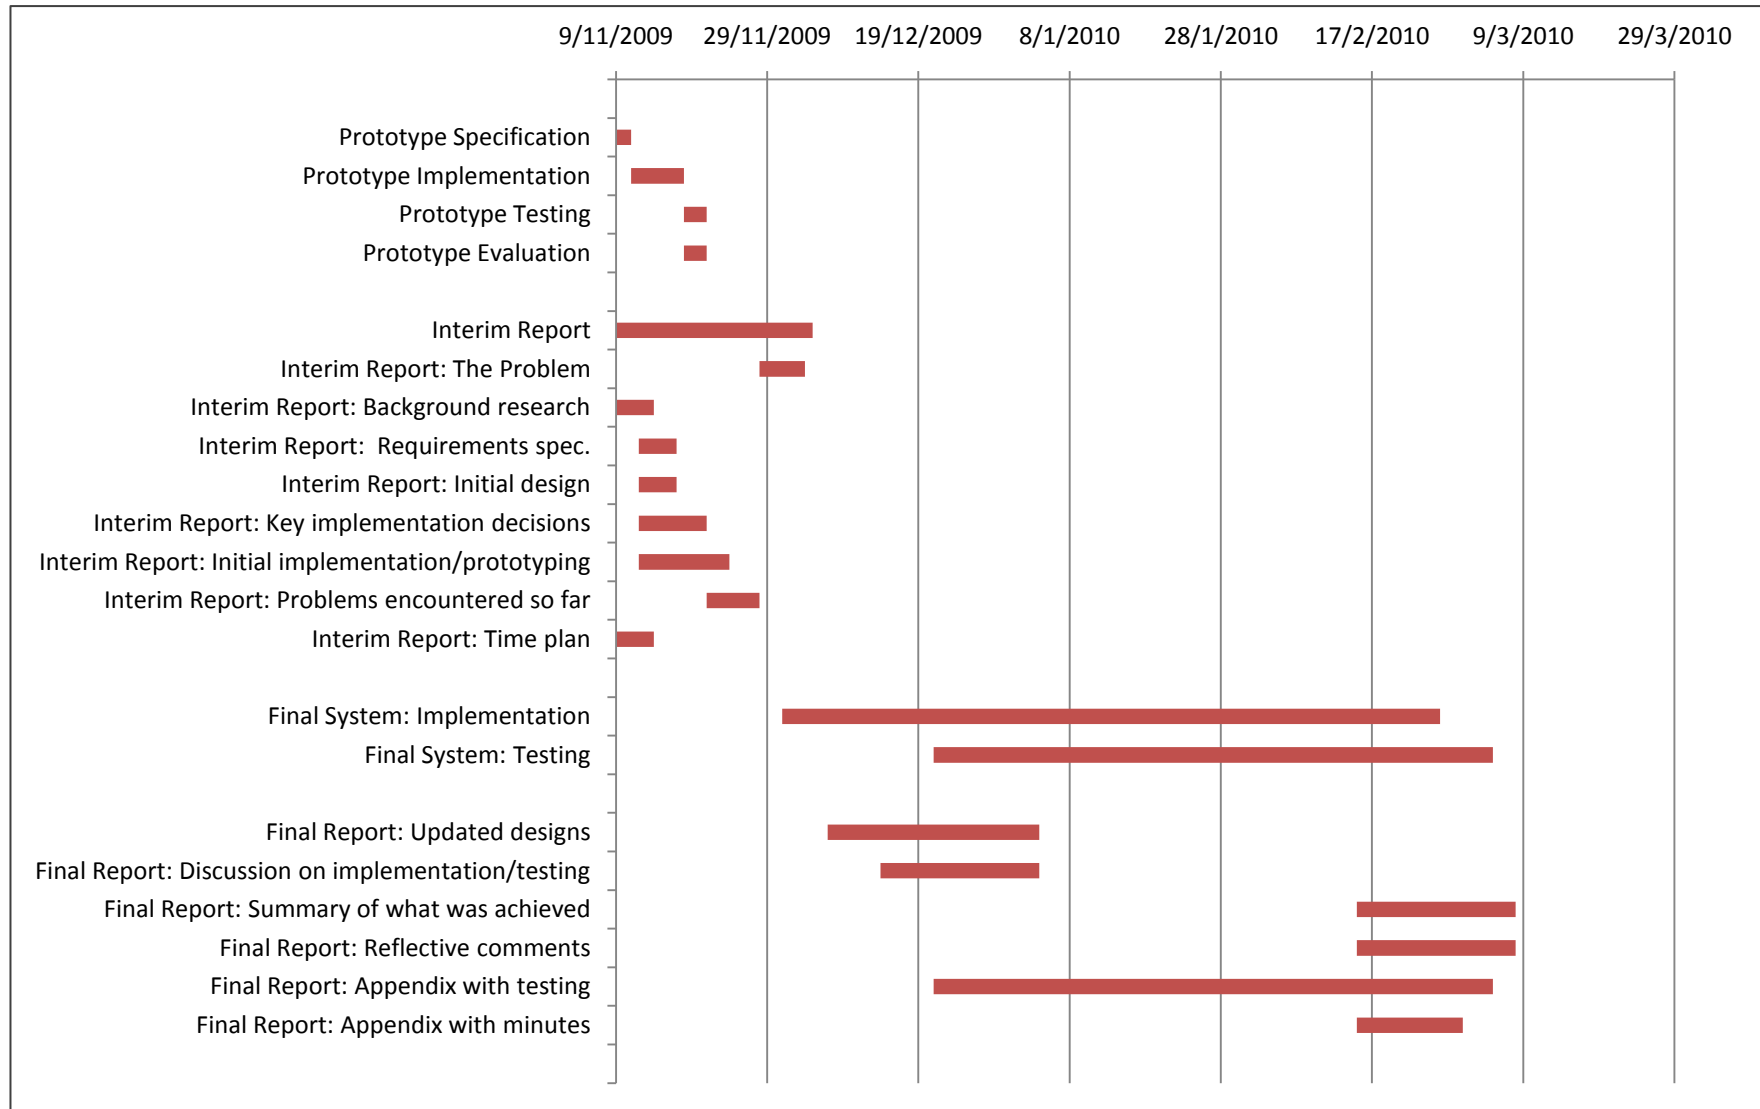 9/11/2009 29/11/2009 19/12/2009 8/1/2010 28/1/2010 17/2/2010 9/3/2010 29/3/2010
Prototype Specification
Prototype Implementation
Prototype Testing
Prototype Evaluation
Interim Report
Interim Report: The Problem
Interim Report: Background research
Interim Report:  Requirements spec.
Interim Report: Initial design
Interim Report: Key implementation decisions
Interim Report: Initial implementation/prototyping
Interim Report: Problems encountered so far
Interim Report: Time plan
Final System: Implementation
Final System: Testing
Final Report: Updated designs
Final Report: Discussion on implementation/testing
Final Report: Summary of what was achieved
Final Report: Reflective comments
Final Report: Appendix with testing
Final Report: Appendix with minutes